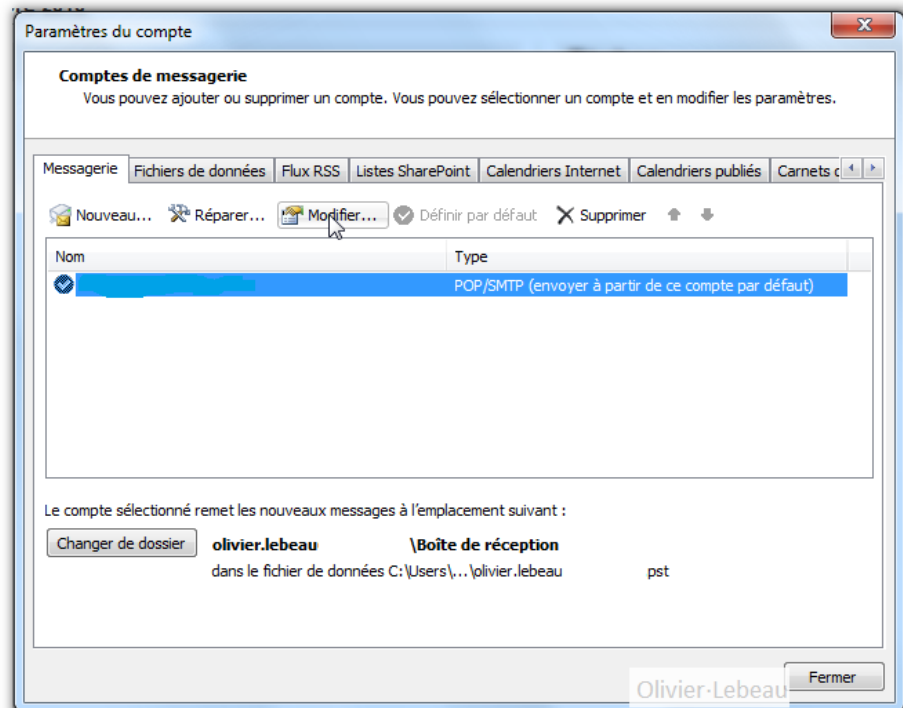 Paramètres du compte
Comptes de messagerie
Vous pouvez ajouter ou supprimer un compte. Vous pouvez sélectionner un compte et en modifier les paramètres.
Messagerie Fichiers de données Flux RSS Listes SharePoint Calendriers Internet Calendriers publiés Carnets
Nouveau... Réparer... Modifier... Définir par défaut Supprimer
Nom Type
POP/SMTP (envoyer à partir de ce compte par défaut)
Le compte sélectionné remet les nouveaux messages à l'emplacement suivant :
Changer de dossier olivier.lebeau \Boîte de réception
dans le fichier de données C:\Users\...\olivier.lebeau pst
Fermer
Olivier·Lebeau